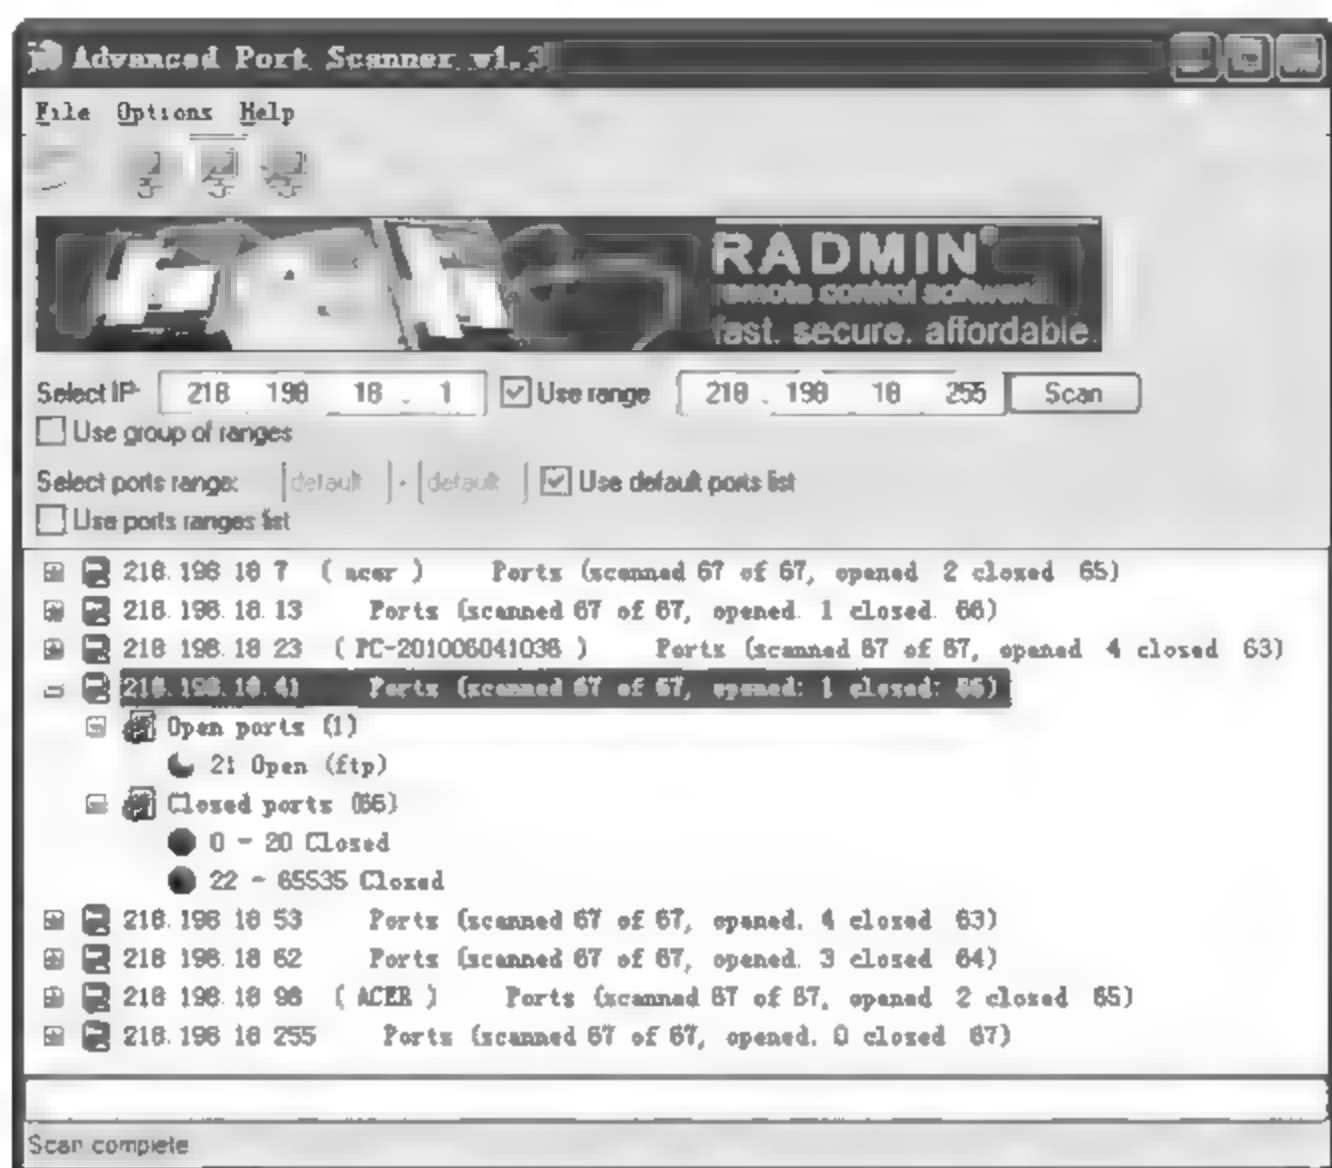 Advanced Port Scanner v1.3
File Options Help
RADMIN
remote control software
fast. secure. affordable.
Select IP: 218 198 18 . 1 Use range 218 . 198 18 255 Scan
Use group of ranges
Select ports range: default - default Use default ports list
Use ports ranges list
218.198 18 7 ( acer ) Ports (scanned 67 of 67, opened 2 closed 65)
218.198.18.13 Ports (scanned 67 of 67, opened. 1 closed. 66)
218 198.18 23 ( PC-201006041036 ) Ports (scanned 67 of 67, opened 4 closed 63)
218.198.18.41 Ports (scanned 67 of 67, opened: 1 closed: 66)
Open ports (1)
21 Open (ftp)
Closed ports (66)
0 - 20 Closed
22 - 65535 Closed
218.198 18 53 Ports (scanned 67 of 67, opened. 4 closed 63)
218 198.18 62 Ports (scanned 67 of 67, opened. 3 closed 64)
218 198.18 98 ( ACER ) Ports (scanned 67 of 67, opened 2 closed 65)
218.198 18 255 Ports (scanned 67 of 67, opened. 0 closed 67)
Scan complete